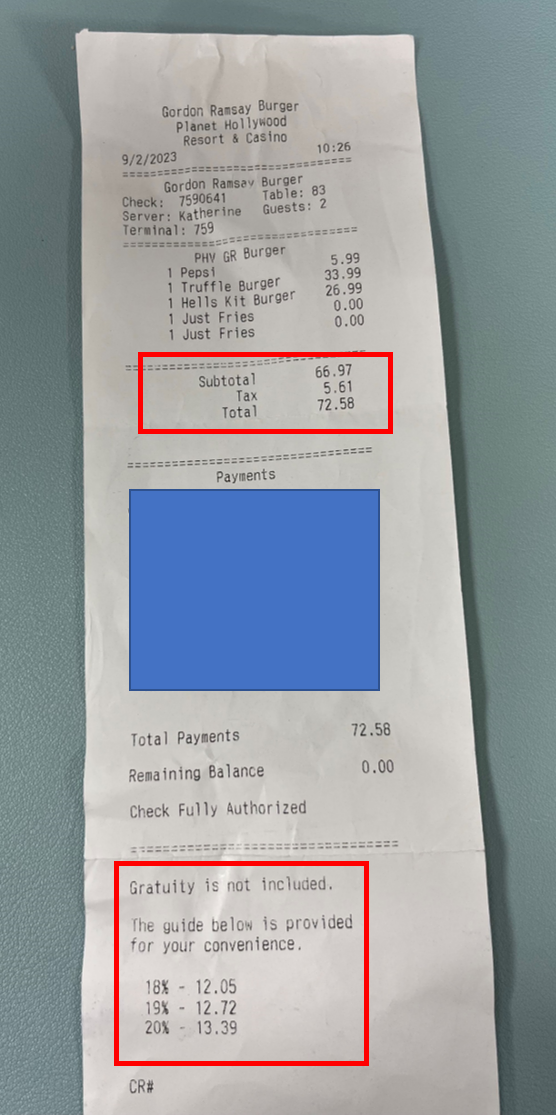 Gordon Ramsay Burger
Planet Hollywood
Resort & Casino
9/2/2023 10:26
==============================
Gordon Ramsay Burger
Check: 7590641 Table: 83
Server: Katherine Guests: 2
Terminal: 759
==============================
PHV GR Burger
1 Pepsi 5.99
1 Truffle Burger 33.99
1 Hells Kit Burger 26.99
1 Just Fries 0.00
1 Just Fries 0.00
==============================
Subtotal 66.97
Tax 5.61
Total 72.58
==============================
Payments
Total Payments 72.58
Remaining Balance 0.00
Check Fully Authorized
==============================
Gratuity is not included.
The guide below is provided
for your convenience.
18% - 12.05
19% - 12.72
20% - 13.39
CR#